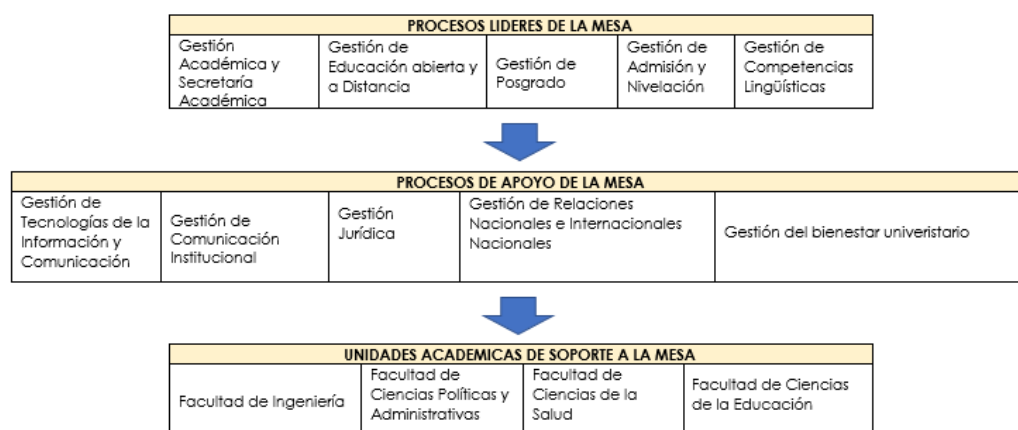 PROCESOS LIDERES DE LA MESA
Gestión
Académica y
Secretaría
Académica
Gestión de
Educación abierta y
a Distancia
Gestión de
Posgrado
Gestión de
Admisión y
Nivelación
Gestión de
Competencias
Lingüísticas
PROCESOS DE APOYO DE LA MESA
Gestión de
Tecnologías de la
Información y
Comunicación
Gestión de
Comunicación
Institucional
Gestión
Jurídica
Gestión de Relaciones
Nacionales e Internacionales
Nacionales
Gestión del bienestar univeristario
UNIDADES ACADEMICAS DE SOPORTE A LA MESA
Facultad de Ingeniería
Facultad de
Ciencias Políticas y
Administrativas
Facultad de
Ciencias de la
Salud
Facultad de Ciencias
de la Educación